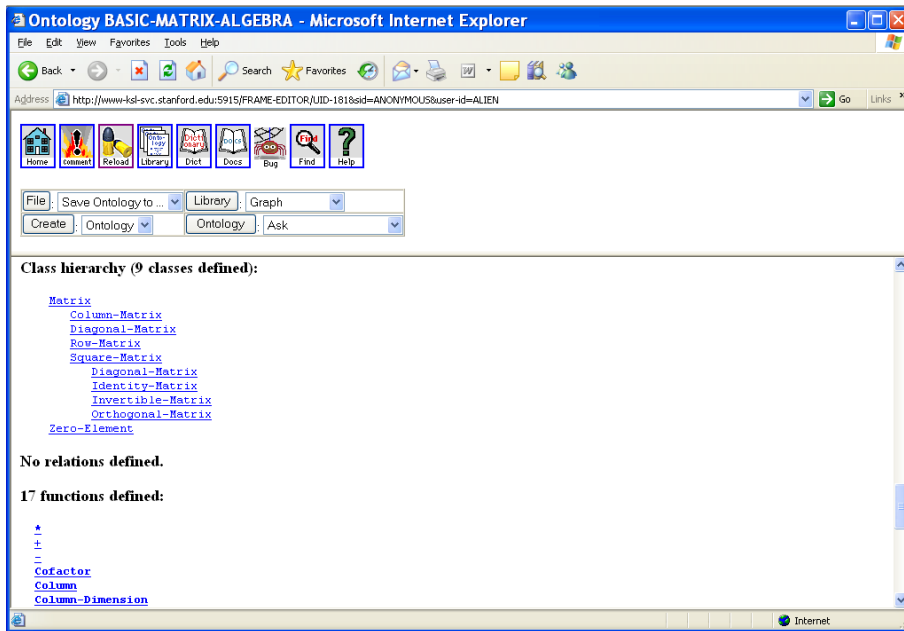 Ontology BASIC-MATRIX-ALGEBRA - Microsoft Internet Explorer
File Edit View Favorites Tools Help
Back Search Favorites
Address http://www-ksl-svc.stanford.edu:5915/FRAME-EDITOR/UID-181&sid=ANONYMOUS&user-id=ALIEN Go Links »
Home Comment Reload Library Dict Docs Bug Find Help
File : Save Ontology to ... Library : Graph
Create : Ontology Ontology : Ask
Class hierarchy (9 classes defined):
Matrix
Column-Matrix
Diagonal-Matrix
Row-Matrix
Square-Matrix
Diagonal-Matrix
Identity-Matrix
Invertible-Matrix
Orthogonal-Matrix
Zero-Element
No relations defined.
17 functions defined:
*
+
-
Cofactor
Column
Column-Dimension
Internet